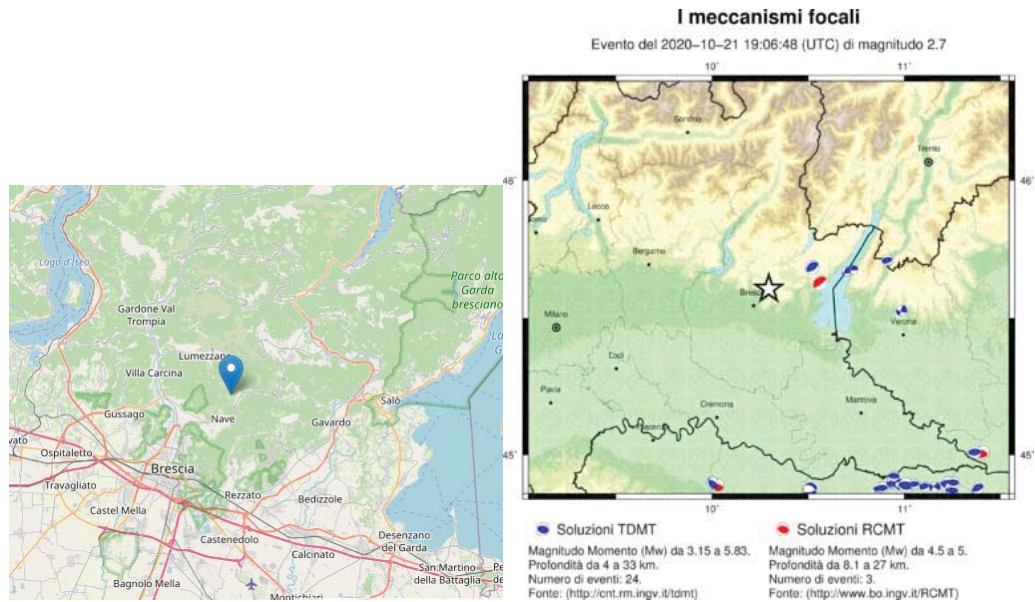 I meccanismi focali
Evento del 2020-10-21 19:06:48 (UTC) di magnitudo 2.7
10°
11°
Sondrio
Trento
46°
46°
Lecco
Bergamo
Milano
Verona
Lodi
Pavia
Cremona
Mantova
45°
45°
10°
11°
Soluzioni TDMT
Magnitudo Momento (Mw) da 3.15 a 5.83.
Profondità da 4 a 33 km.
Numero di eventi: 24.
Fonte: (http://cnt.rm.ingv.it/tdmt)
Soluzioni RCMT
Magnitudo Momento (Mw) da 4.5 a 5.
Profondità da 8.1 a 27 km.
Numero di eventi: 3.
Fonte: (http://www.bo.ingv.it/RCMT)
Lago d'Iseo
Parco alto
Garda
bresciano
Gardone Val
Trompia
Lumezzane
Villa Carcina
Gussago
Nave
Gavardo
Salò
Ospitaletto
Brescia
Travagliato
Rezzato
Bedizzole
Castel Mella
Castenedolo
Desenzano
del Garda
Calcinato
San Martino
della Battaglia
Bagnolo Mella
Montichiari